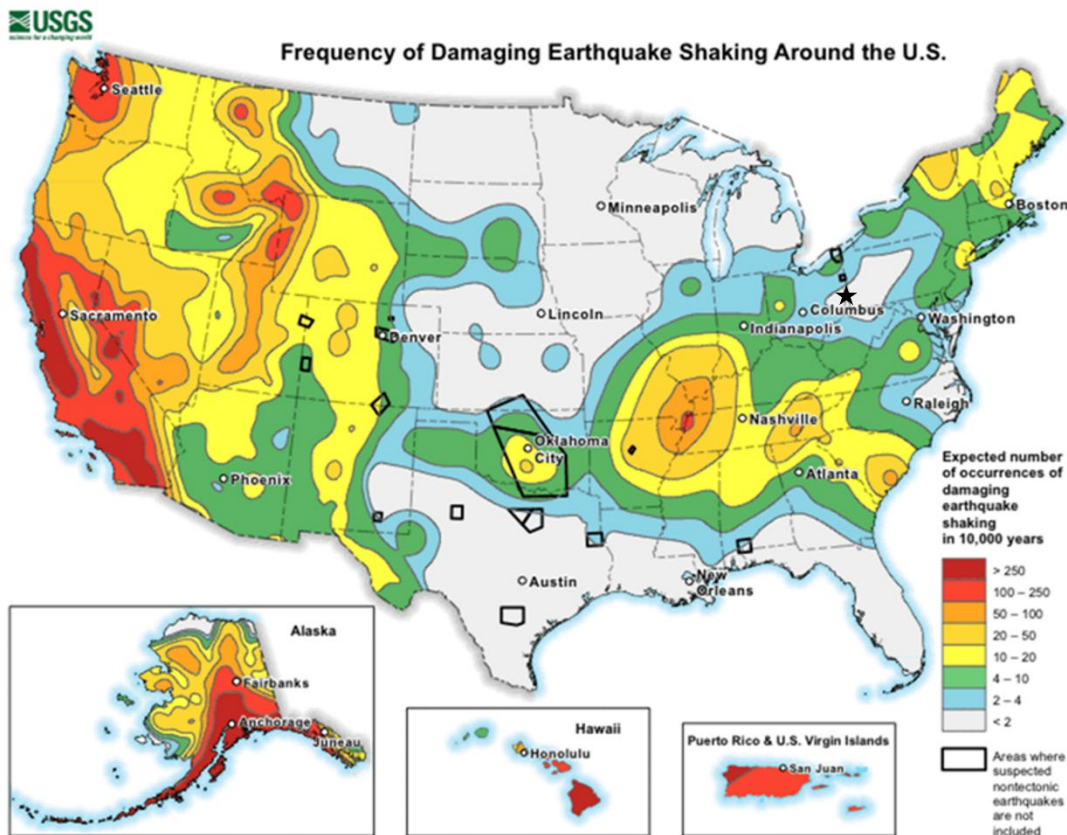 USGS
science for a changing world
Frequency of Damaging Earthquake Shaking Around the U.S.
Seattle
Minneapolis
Boston
Sacramento
Denver
Lincoln
Columbus
Indianapolis
Washington
Nashville
Raleigh
Oklahoma
City
Phoenix
Atlanta
Austin
New
Orleans
Expected number
of occurrences of
damaging
earthquake
shaking
in 10,000 years
> 250
100 – 250
50 – 100
20 – 50
10 – 20
4 – 10
2 – 4
< 2
Areas where
suspected
nontectonic
earthquakes
are not
included
Alaska
Fairbanks
Anchorage
Juneau
Hawaii
Honolulu
Puerto Rico & U.S. Virgin Islands
San Juan